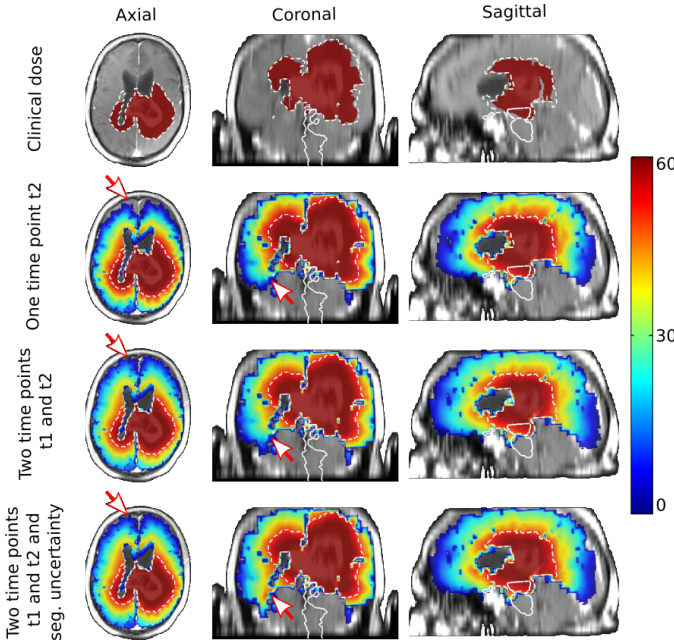 Axial
Coronal
Sagittal
Clinical dose
One time point t2
Two time points
t1 and t2
Two time points
t1 and t2 and
seg. uncertainty
60
30
0